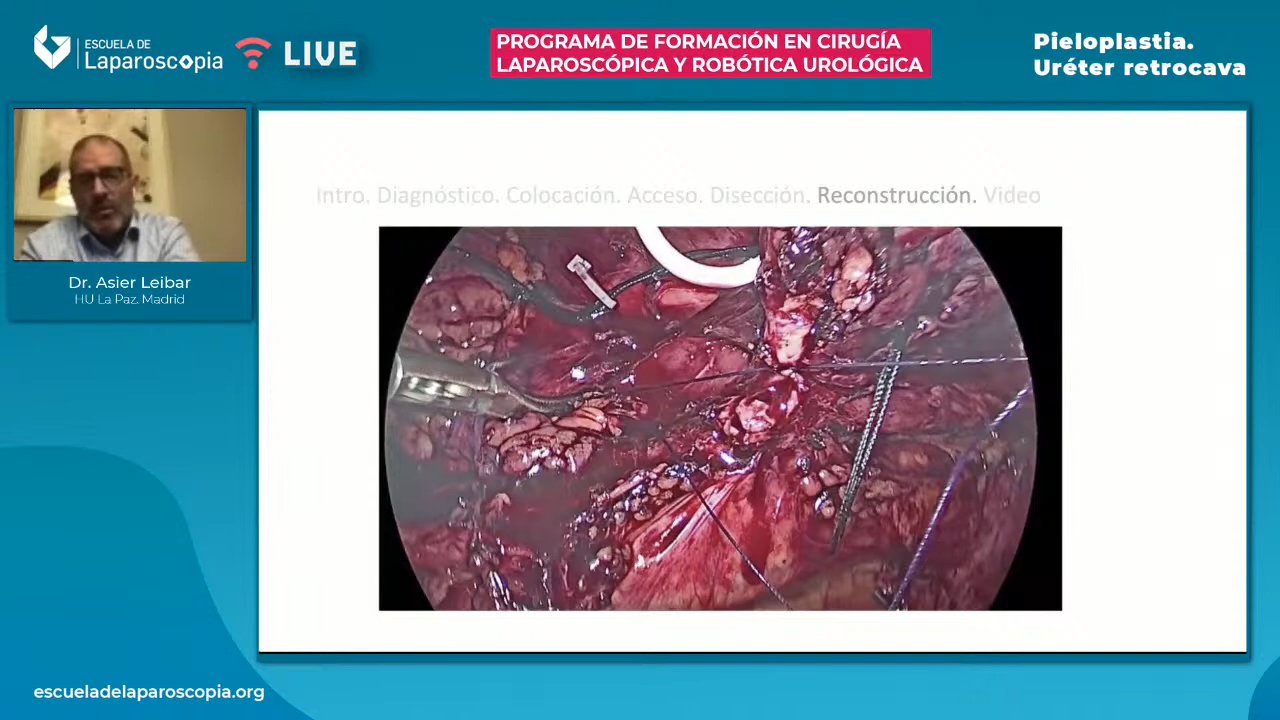 ESCUELA DE
Laparoscopia
LIVE
PROGRAMA DE FORMACIÓN EN CIRUGÍA
LAPAROSCÓPICA Y ROBÓTICA UROLÓGICA
Pieloplastia.
Uréter retrocava
Intro. Diagnóstico. Colocación. Acceso. Disección. Reconstrucción. Video
Dr. Asier Leibar
HU La Paz. Madrid
escueladelaparoscopia.org